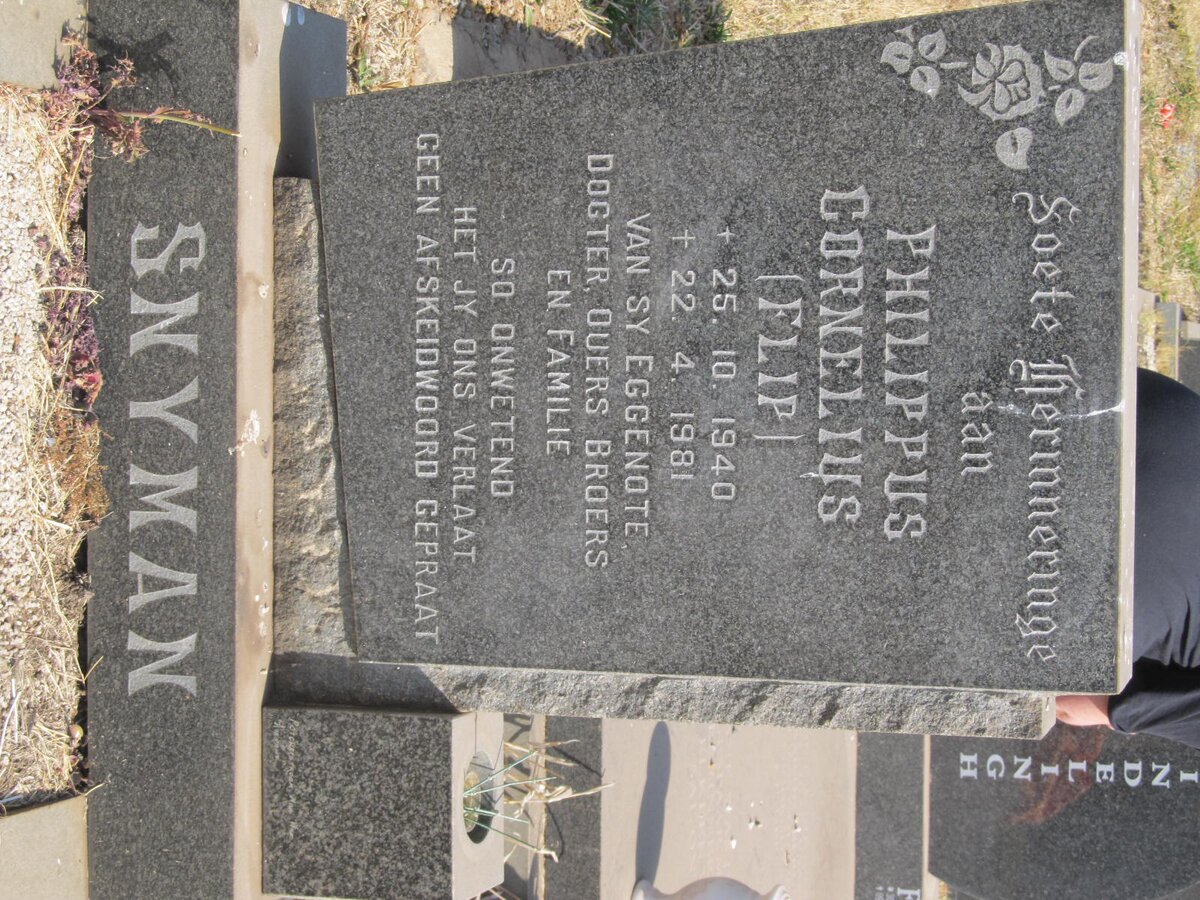 Soete Herinneringe
aan
PHILIPPUS
CORNELIUS
(FLIP)
* 25. 10. 1940
† 22. 4. 1981
VAN SY EGGENOTE
DOGTER, OUERS BROERS
EN FAMILIE
SO ONWETEND
HET JY ONS VERLAAT
GEEN AFSKEIDWOORD GEPRAAT
SNYMAN
INDELING